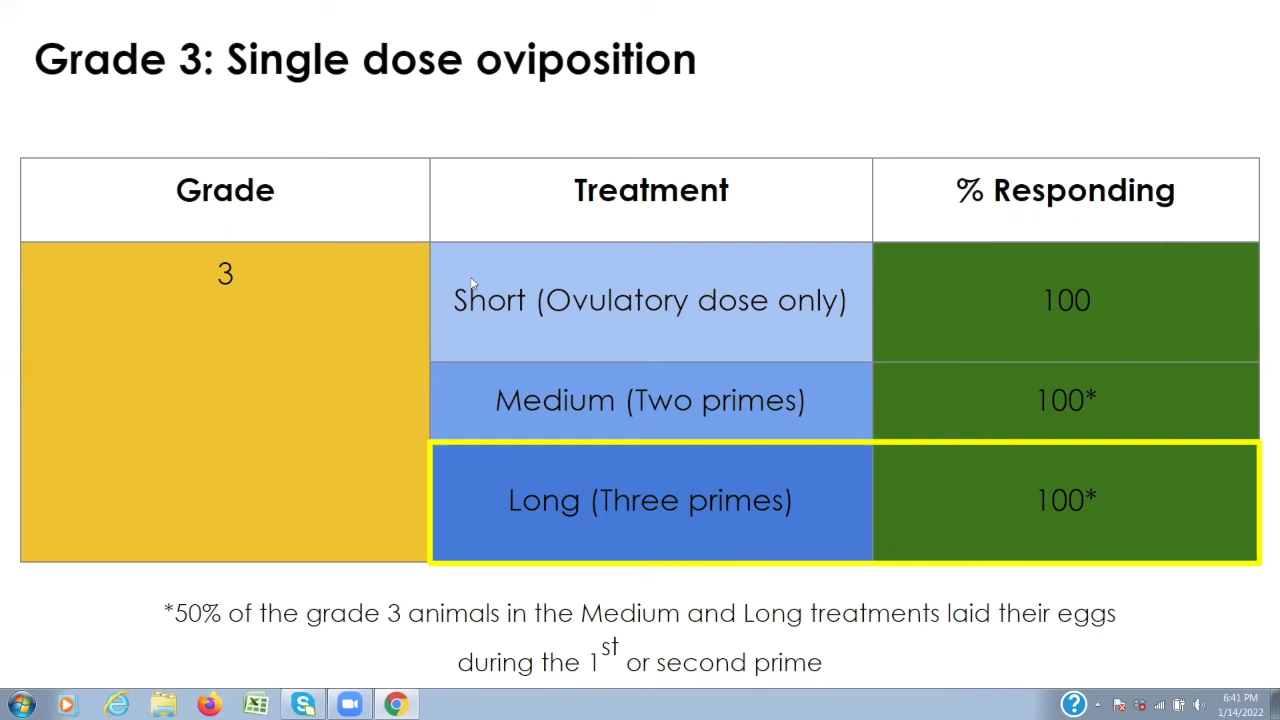 Grade 3: Single dose oviposition
Grade Treatment % Responding
3
Short (Ovulatory dose only) 100
Medium (Two primes) 100*
Long (Three primes) 100*
*50% of the grade 3 animals in the Medium and Long treatments laid their eggs
during the 1st or second prime
6:41 PM
1/14/2022